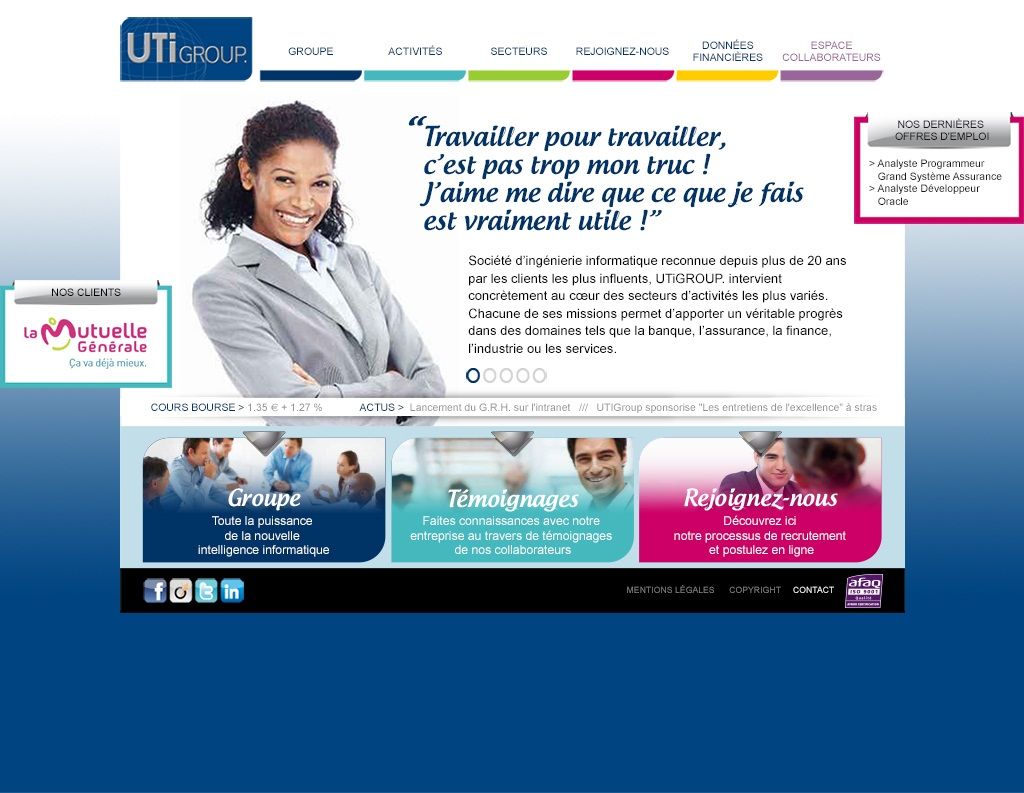 UTiGROUP.
GROUPE
ACTIVITÉS
SECTEURS
REJOIGNEZ-NOUS
DONNÉES
FINANCIÈRES
ESPACE
COLLABORATEURS
“Travailler pour travailler,
c’est pas trop mon truc !
J’aime me dire que ce que je fais
est vraiment utile !”
NOS DERNIÈRES
OFFRES D'EMPLOI
> Analyste Programmeur
Grand Système Assurance
> Analyste Développeur
Oracle
Société d’ingénierie informatique reconnue depuis plus de 20 ans
par les clients les plus influents, UTiGROUP. intervient
concrètement au cœur des secteurs d’activités les plus variés.
Chacune de ses missions permet d’apporter un véritable progrès
dans des domaines tels que la banque, l’assurance, la finance,
l’industrie ou les services.
NOS CLIENTS
La Mutuelle
Générale
Ça va déjà mieux.
COURS BOURSE > 1.35 € + 1.27 %
ACTUS > Lancement du G.R.H. sur l'intranet /// UTIGroup sponsorise "Les entretiens de l'excellence" à stras
Groupe
Toute la puissance
de la nouvelle
intelligence informatique
Témoignages
Faites connaissances avec notre
entreprise au travers de témoignages
de nos collaborateurs
Rejoignez-nous
Découvrez ici
notre processus de recrutement
et postulez en ligne
MENTIONS LÉGALES
COPYRIGHT
CONTACT
afaq
ISO 9001
Qualité
AFNOR CERTIFICATION